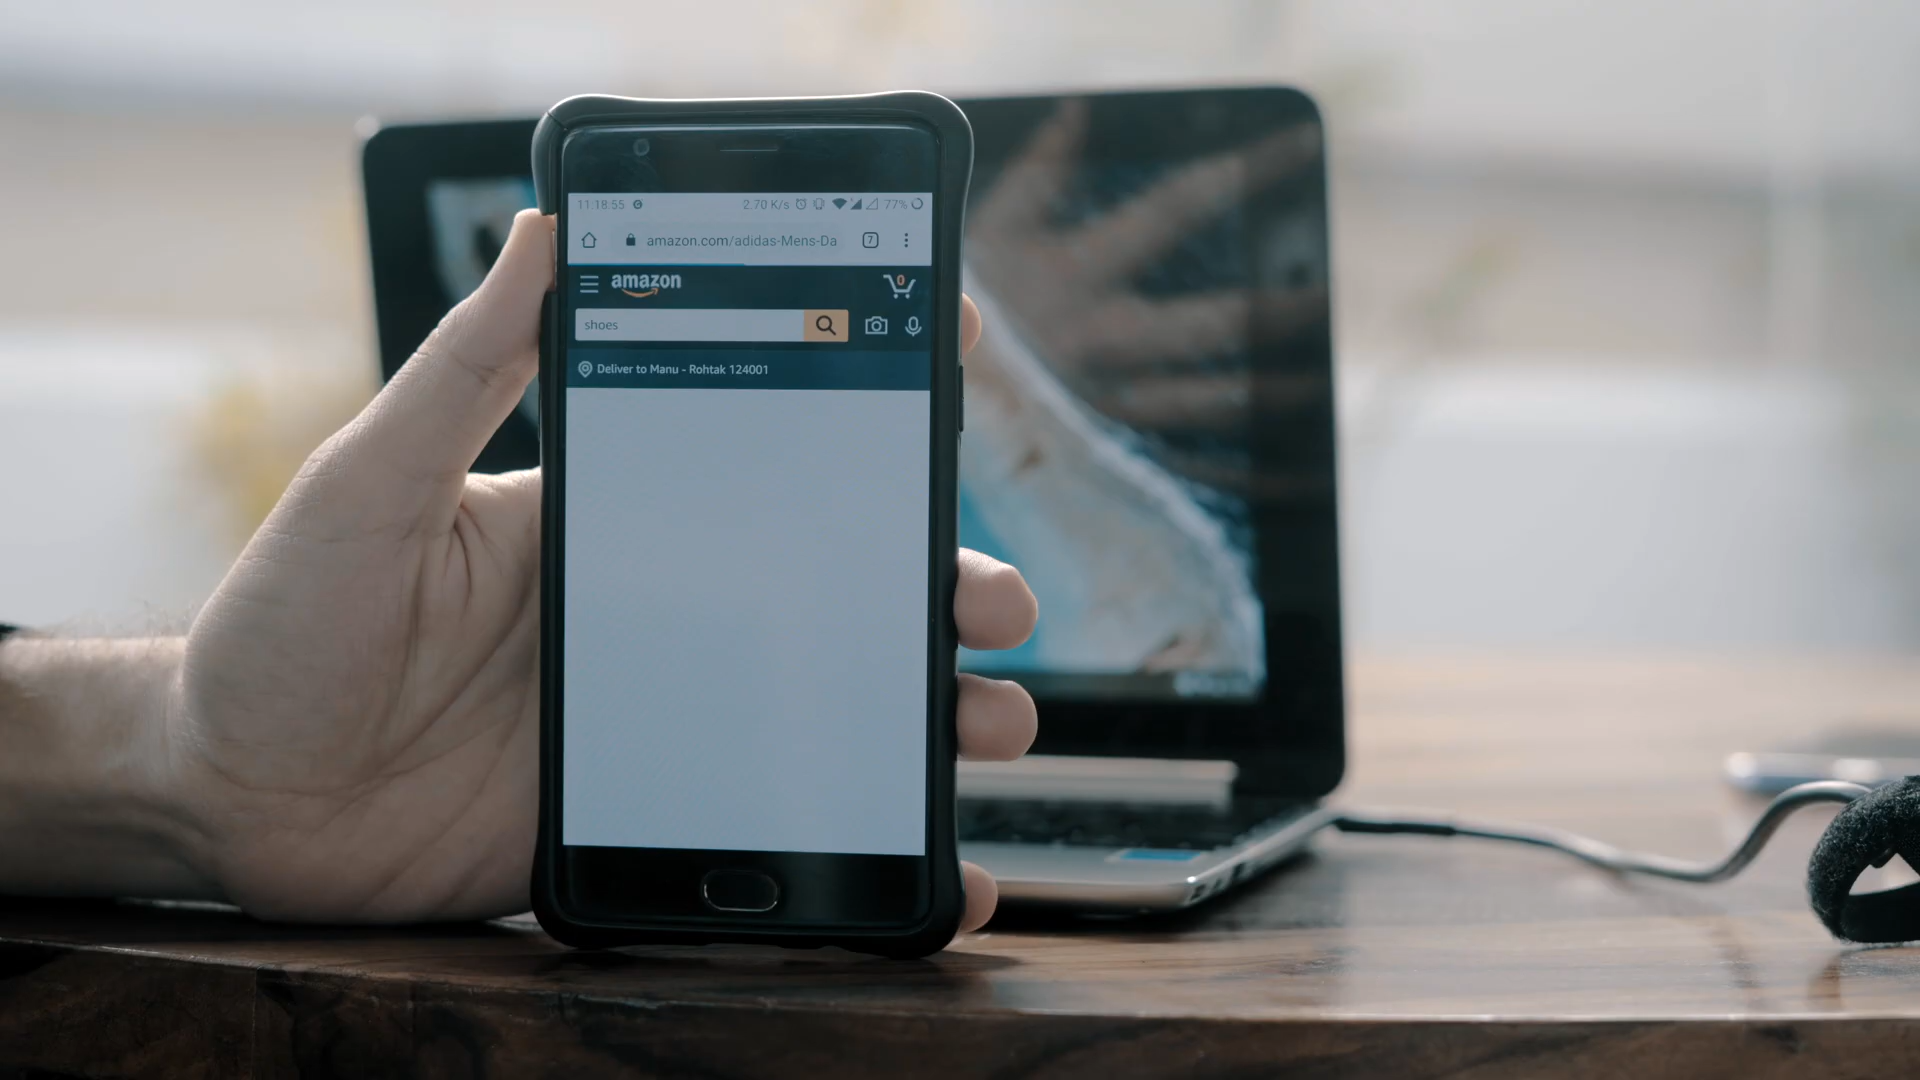 11:18:55 G 2.70 K/s 77%
amazon.com/adidas-Mens-Da 7
amazon 0
shoes
Deliver to Manu - Rohtak 124001